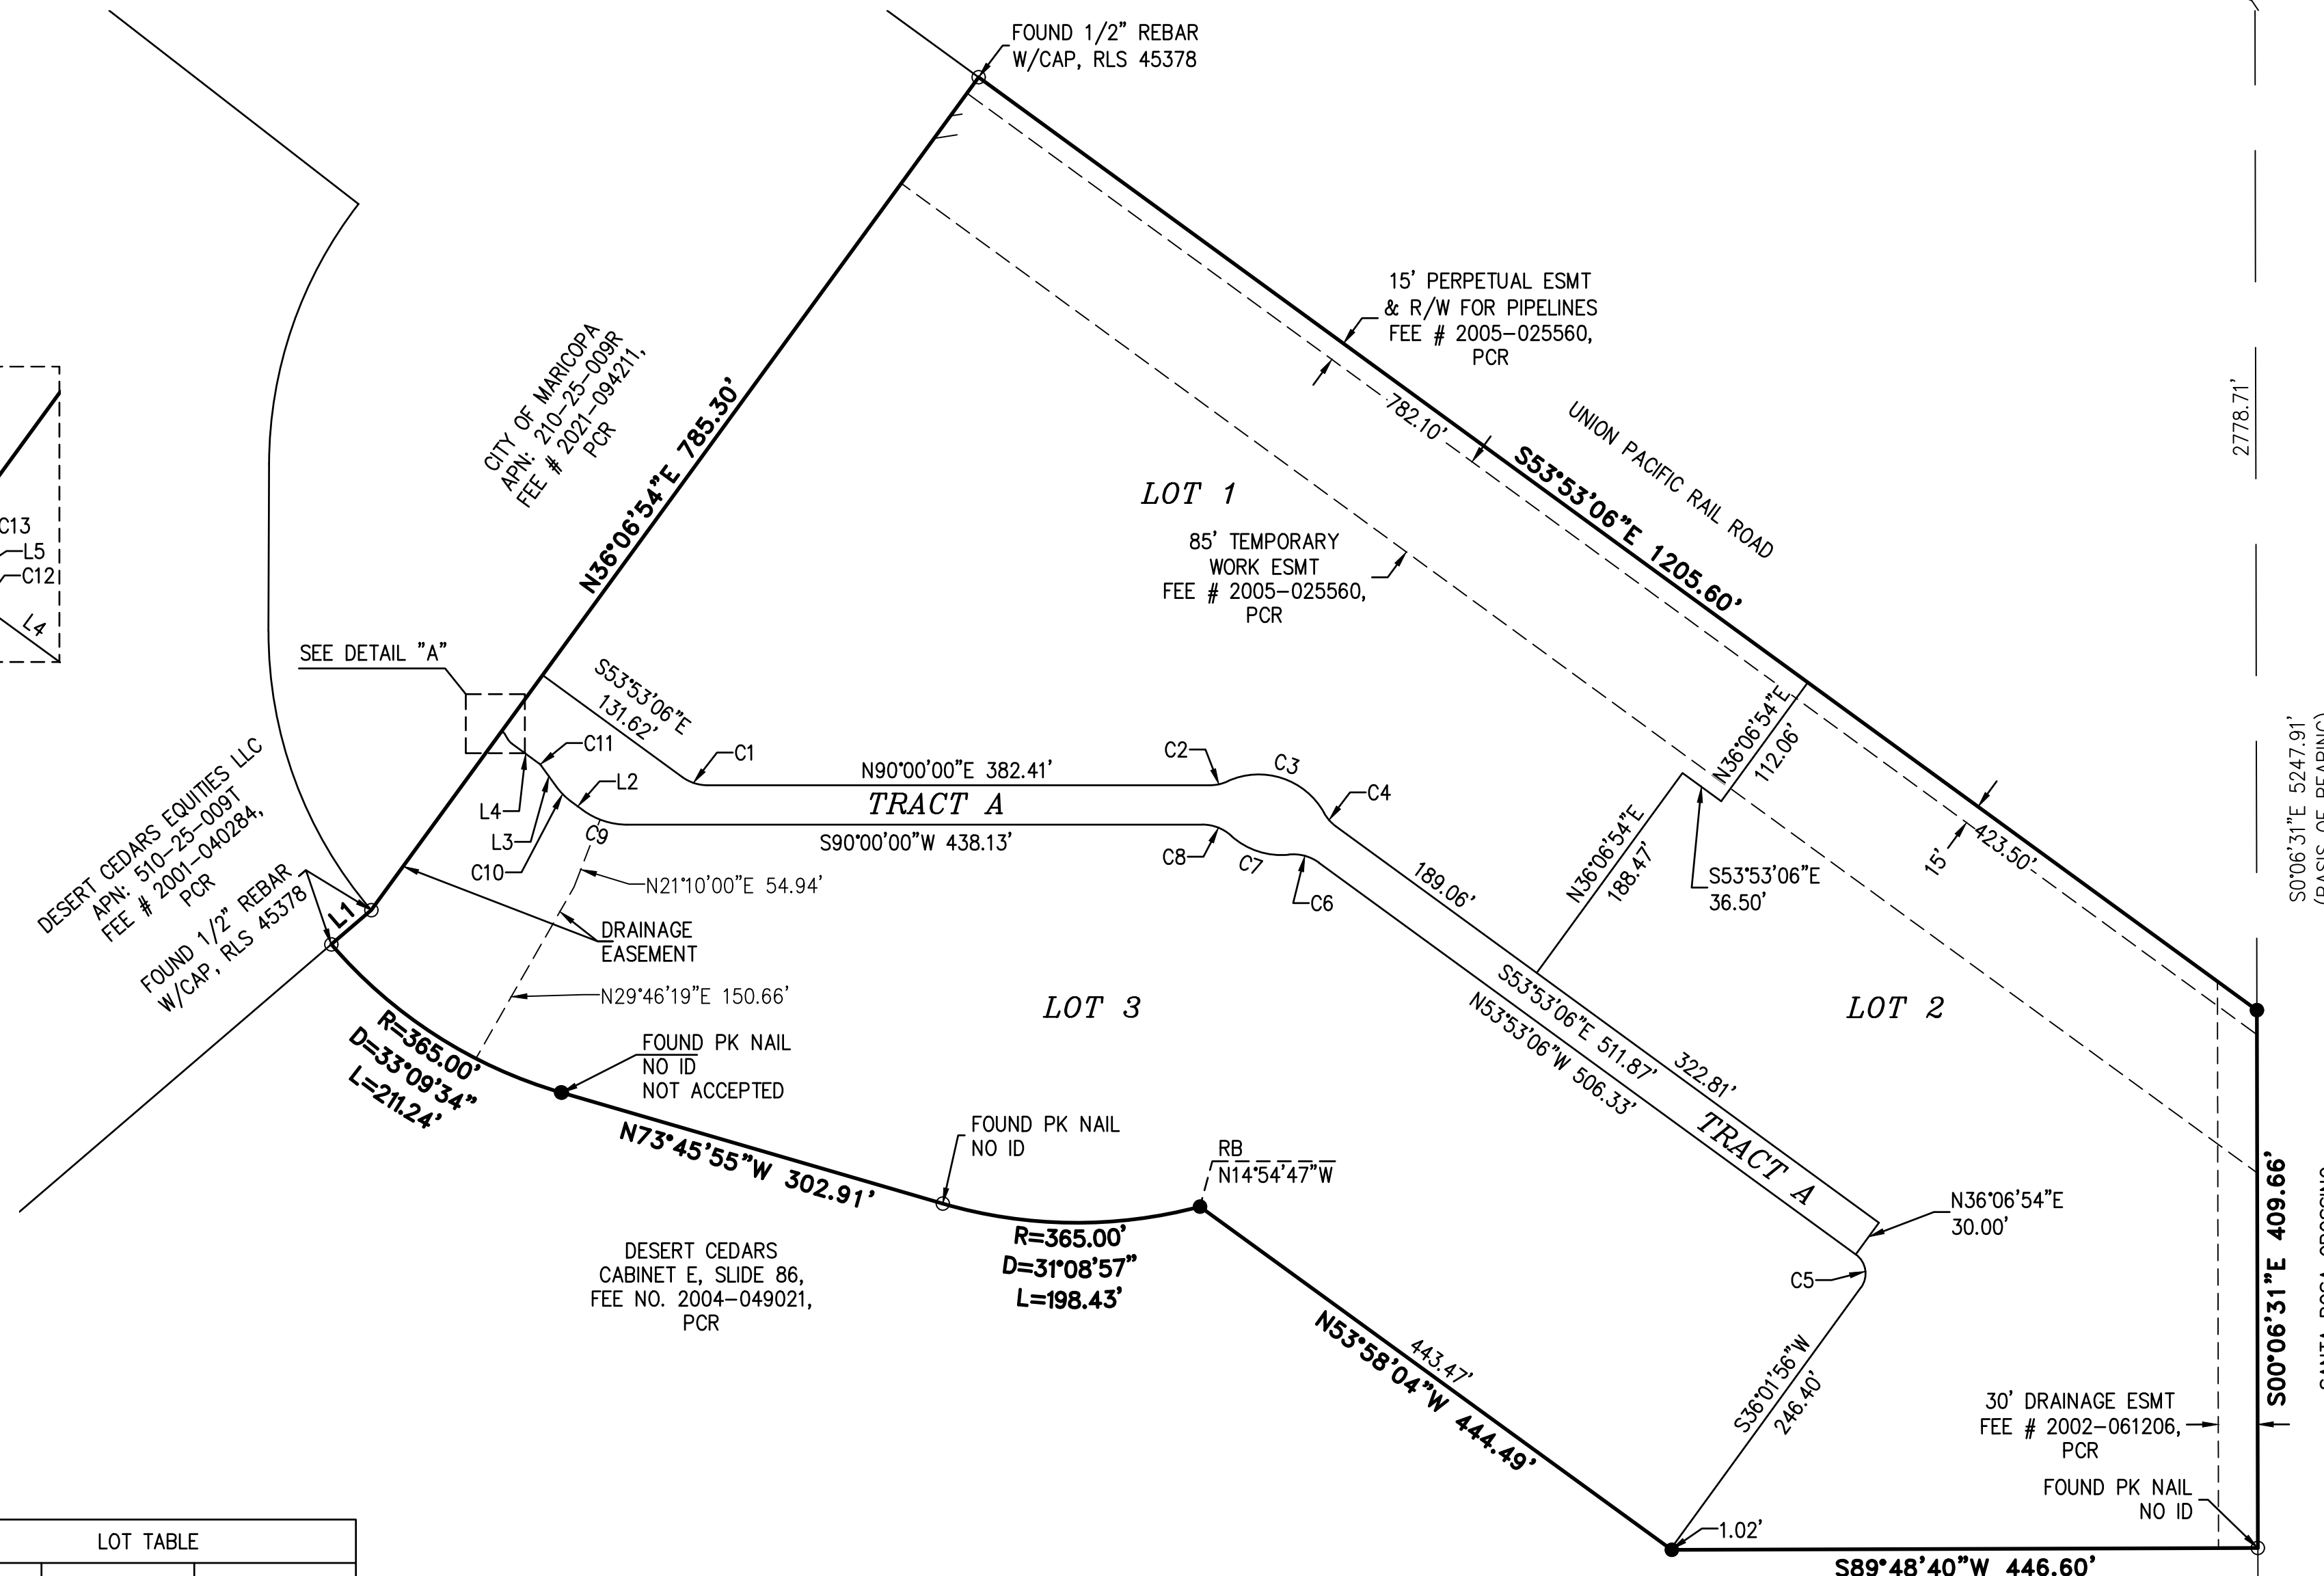 FOUND 1/2" REBAR
W/CAP, RLS 45378
15' PERPETUAL ESMT
& R/W FOR PIPELINES
FEE # 2005-025560,
PCR
782.10'
UNION PACIFIC RAIL ROAD
S53°53'06"E 1205.60'
2778.71'
CITY OF MARICOPA
APN: 210-25-009R
FEE # 2021-094211,
PCR
N36°06'54"E 785.30'
LOT 1
85' TEMPORARY
WORK ESMT
FEE # 2005-025560,
PCR
C13
L5
C12
L4
SEE DETAIL "A"
S53°53'06"E
131.62'
C11
C1
L2
L4
L3
C10
C9
N90°00'00"E 382.41'
TRACT A
S90°00'00"W 438.13'
C2
C3
C4
C8
C7
C6
N36°06'54"E
112.06'
N36°06'54"E
188.47'
S53°53'06"E
36.50'
15'
423.50'
S0°06'31"E 5247.91'
(BASIS OF BEARING)
DESERT CEDARS EQUITIES LLC
APN: 510-25-009T
FEE # 2001-040284,
PCR
FOUND 1/2" REBAR
W/CAP, RLS 45378
L1
N21°10'00"E 54.94'
DRAINAGE
EASEMENT
N29°46'19"E 150.66'
LOT 3
189.06'
S53°53'06"E 511.87'
N53°53'06"W 506.33'
322.81'
TRACT A
LOT 2
R=365.00'
D=33°09'34"
L=211.24'
FOUND PK NAIL
NO ID
NOT ACCEPTED
N73°45'55"W 302.91'
FOUND PK NAIL
NO ID
RB
N14°54'47"W
R=365.00'
D=31°08'57"
L=198.43'
DESERT CEDARS
CABINET E, SLIDE 86,
FEE NO. 2004-049021,
PCR
N36°06'54"E
30.00'
C5
S36°01'56"W
246.40'
443.47'
N53°58'04"W 444.49'
S00°06'31"E 409.66'
SANTA ROSA CROSSING
30' DRAINAGE ESMT
FEE # 2002-061206,
PCR
FOUND PK NAIL
NO ID
1.02'
S89°48'40"W 446.60'
LOT TABLE